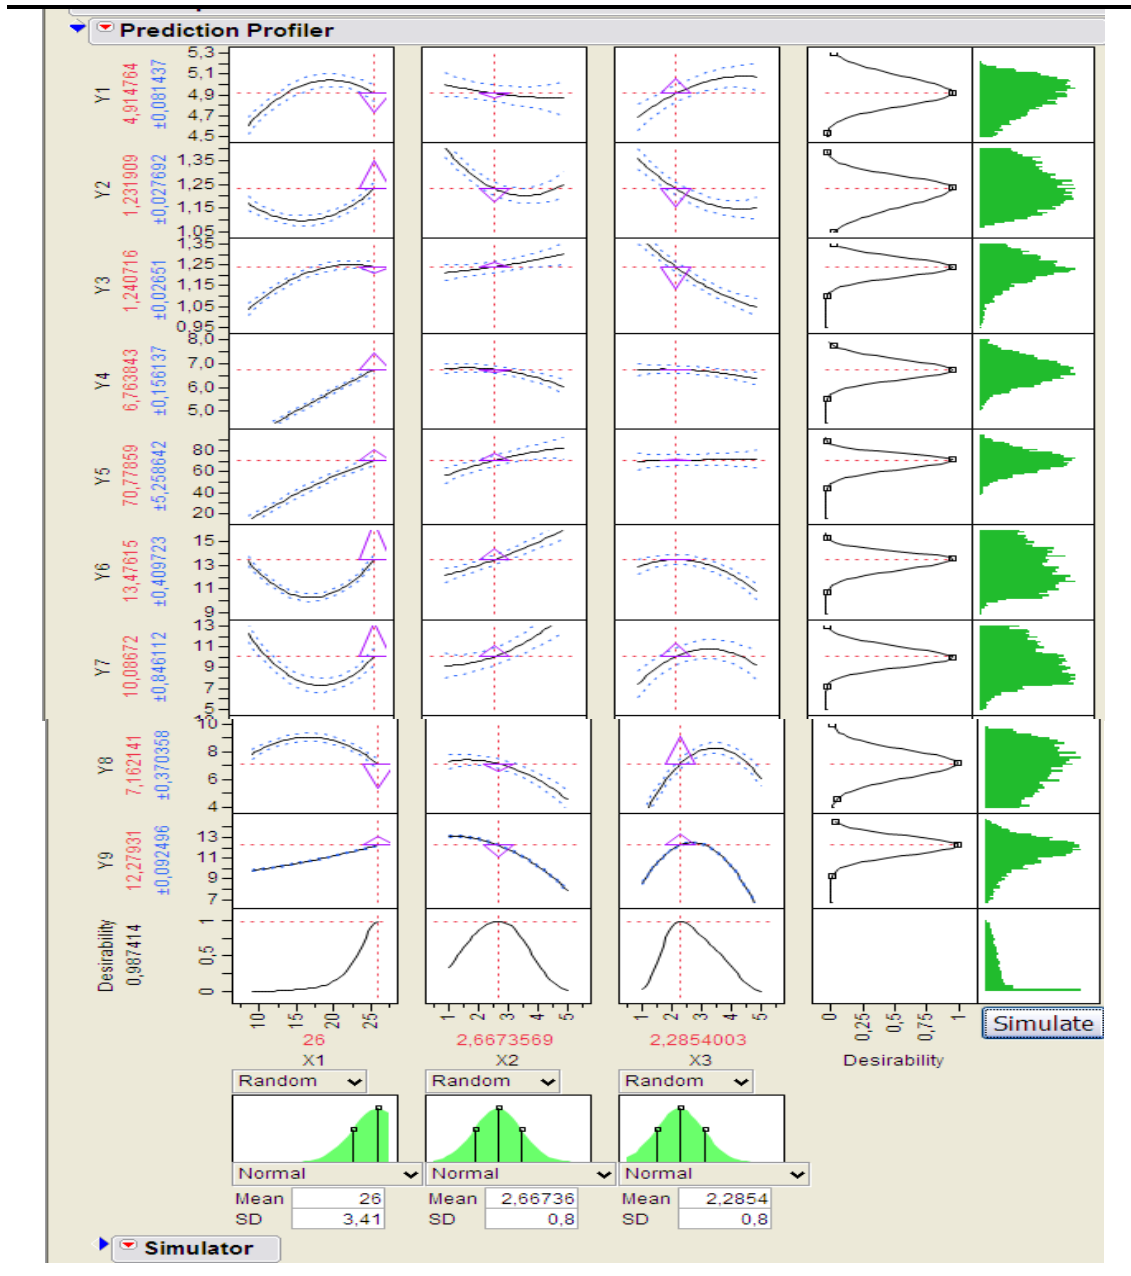 Prediction Profiler
Y1
4,914764
±0,081437
5,3
5,1
4,9
4,7
4,5
Y2
1,231909
±0,027692
1,35
1,25
1,15
1,05
Y3
1,240716
±0,02651
1,35
1,25
1,15
1,05
0,95
Y4
6,763843
±0,156137
8,0
7,0
6,0
5,0
Y5
70,77859
±5,258642
80
60
40
20
Y6
13,47615
±0,409723
15
13
11
9
Y7
10,08672
±0,846112
13
11
9
7
5
Y8
7,162141
±0,370358
10
8
6
4
Y9
12,27931
±0,092496
13
11
9
7
Desirability
0,987414
1
0,5
0
10 15 20 25
1 2 3 4 5
1 2 3 4 5
0 0,25 0,5 0,75 1
Simulate
26 2,6673569 2,2854003
X1 X2 X3 Desirability
Random Random Random
Normal Normal Normal
Mean 26 Mean 2,66736 Mean 2,2854
SD 3,41 SD 0,8 SD 0,8
Simulator